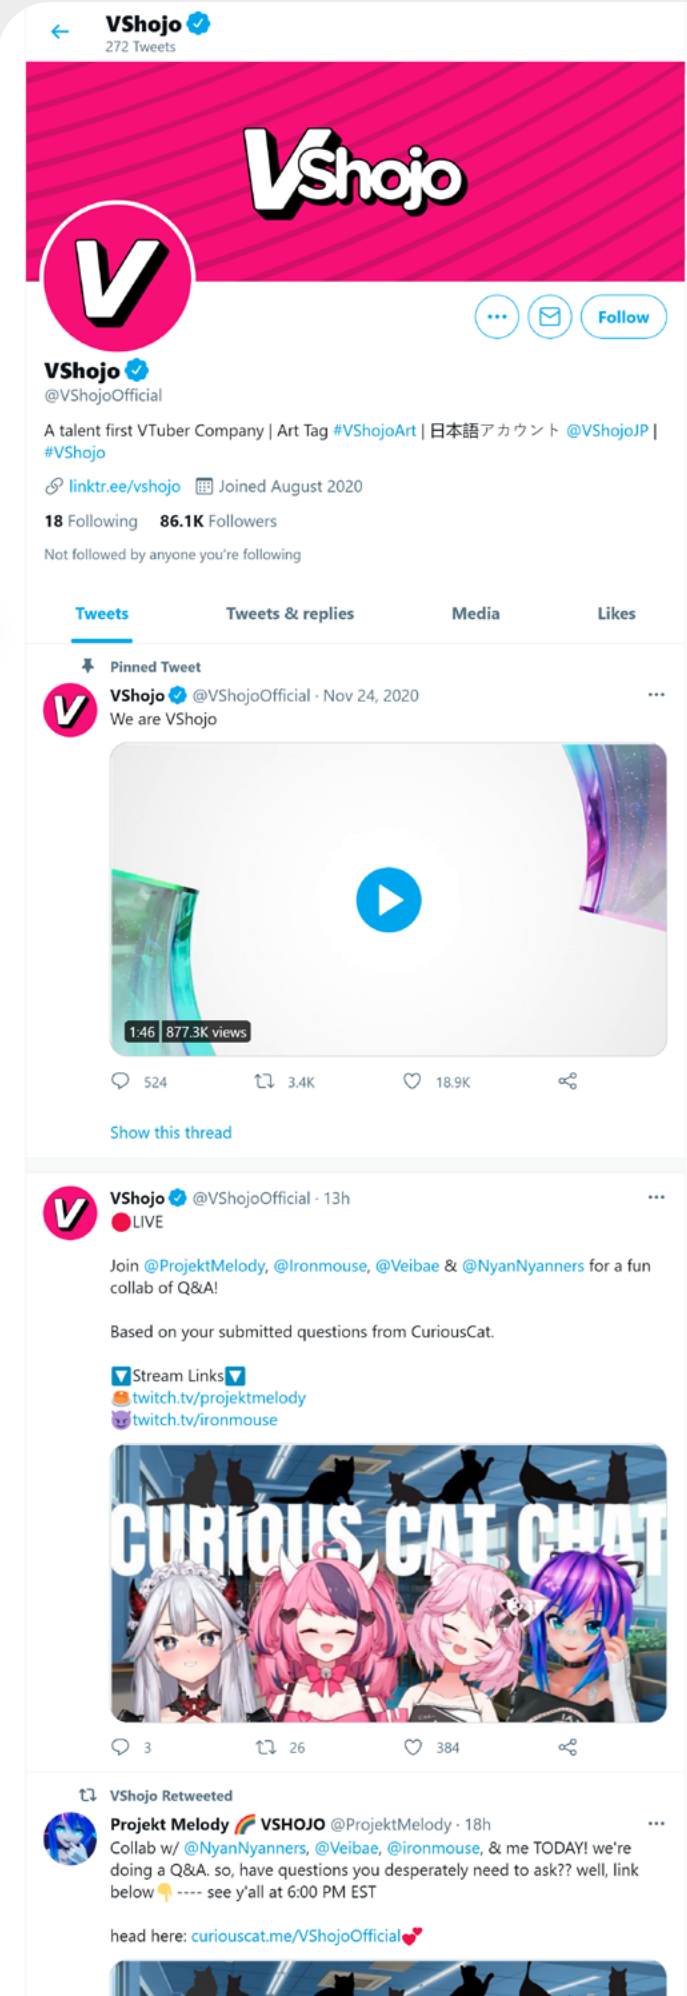 VShojo
272 Tweets
VShojo
V
Follow
VShojo
@VShojoOfficial
A talent first VTuber Company | Art Tag #VShojoArt | 日本語アカウント @VShojoJP |
#VShojo
linktr.ee/vshojo Joined August 2020
18 Following 86.1K Followers
Not followed by anyone you're following
Tweets Tweets & replies Media Likes
Pinned Tweet
V
VShojo @VShojoOfficial · Nov 24, 2020
We are VShojo
1:46 877.3K views
524 3.4K 18.9K
Show this thread
V
VShojo @VShojoOfficial · 13h
🔴LIVE
Join @ProjektMelody, @Ironmouse, @Veibae & @NyanNyanners for a fun
collab of Q&A!
Based on your submitted questions from CuriousCat.
🔽Stream Links🔽
🥞twitch.tv/projektmelody
😈twitch.tv/ironmouse
CURIOUS CAT CHAT
3 26 384
VShojo Retweeted
Projekt Melody 🌈 VSHOJO @ProjektMelody · 18h
Collab w/ @NyanNyanners, @Veibae, @ironmouse, & me TODAY! we're
doing a Q&A. so, have questions you desperately need to ask?? well, link
below👇 ---- see y'all at 6:00 PM EST
head here: curiouscat.me/VShojoOfficial💕